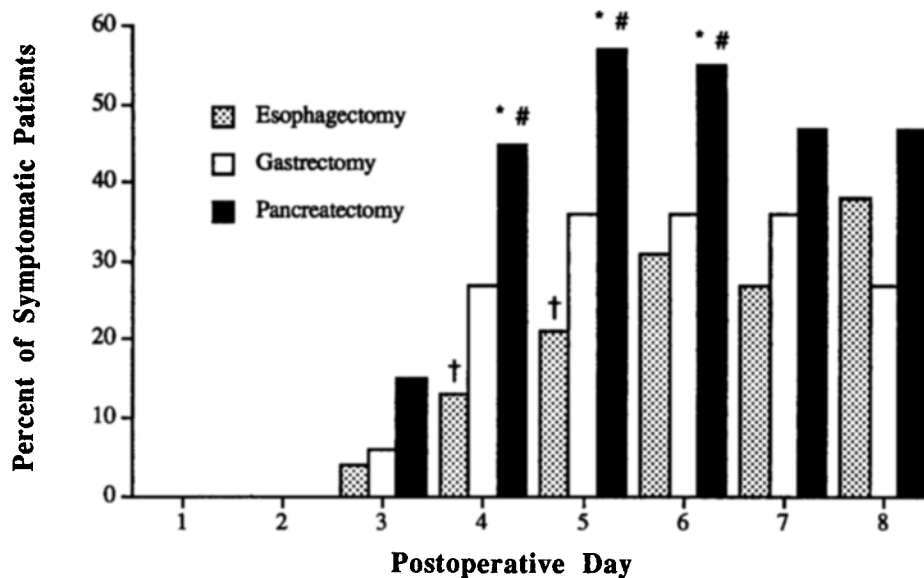 Percent of Symptomatic Patients
60
50
40
30
20
10
0
Esophagectomy
Gastrectomy
Pancreatectomy
* #
* #
* #
†
†
1 2 3 4 5 6 7 8
Postoperative Day